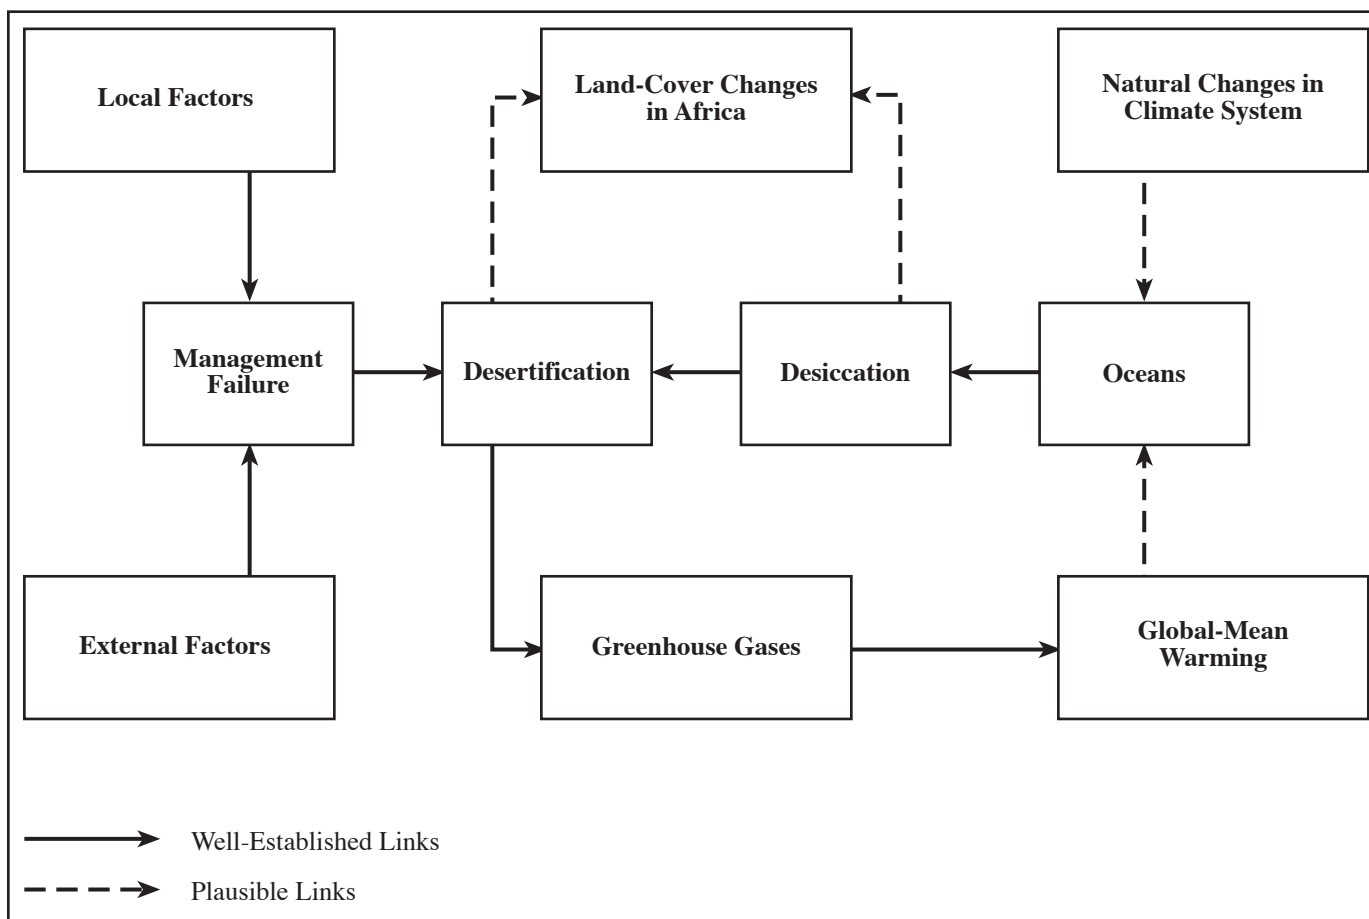 Local Factors
Land-Cover Changes
in Africa
Natural Changes in
Climate System
Management
Failure
Desertification
Desiccation
Oceans
External Factors
Greenhouse Gases
Global-Mean
Warming
Well-Established Links
Plausible Links